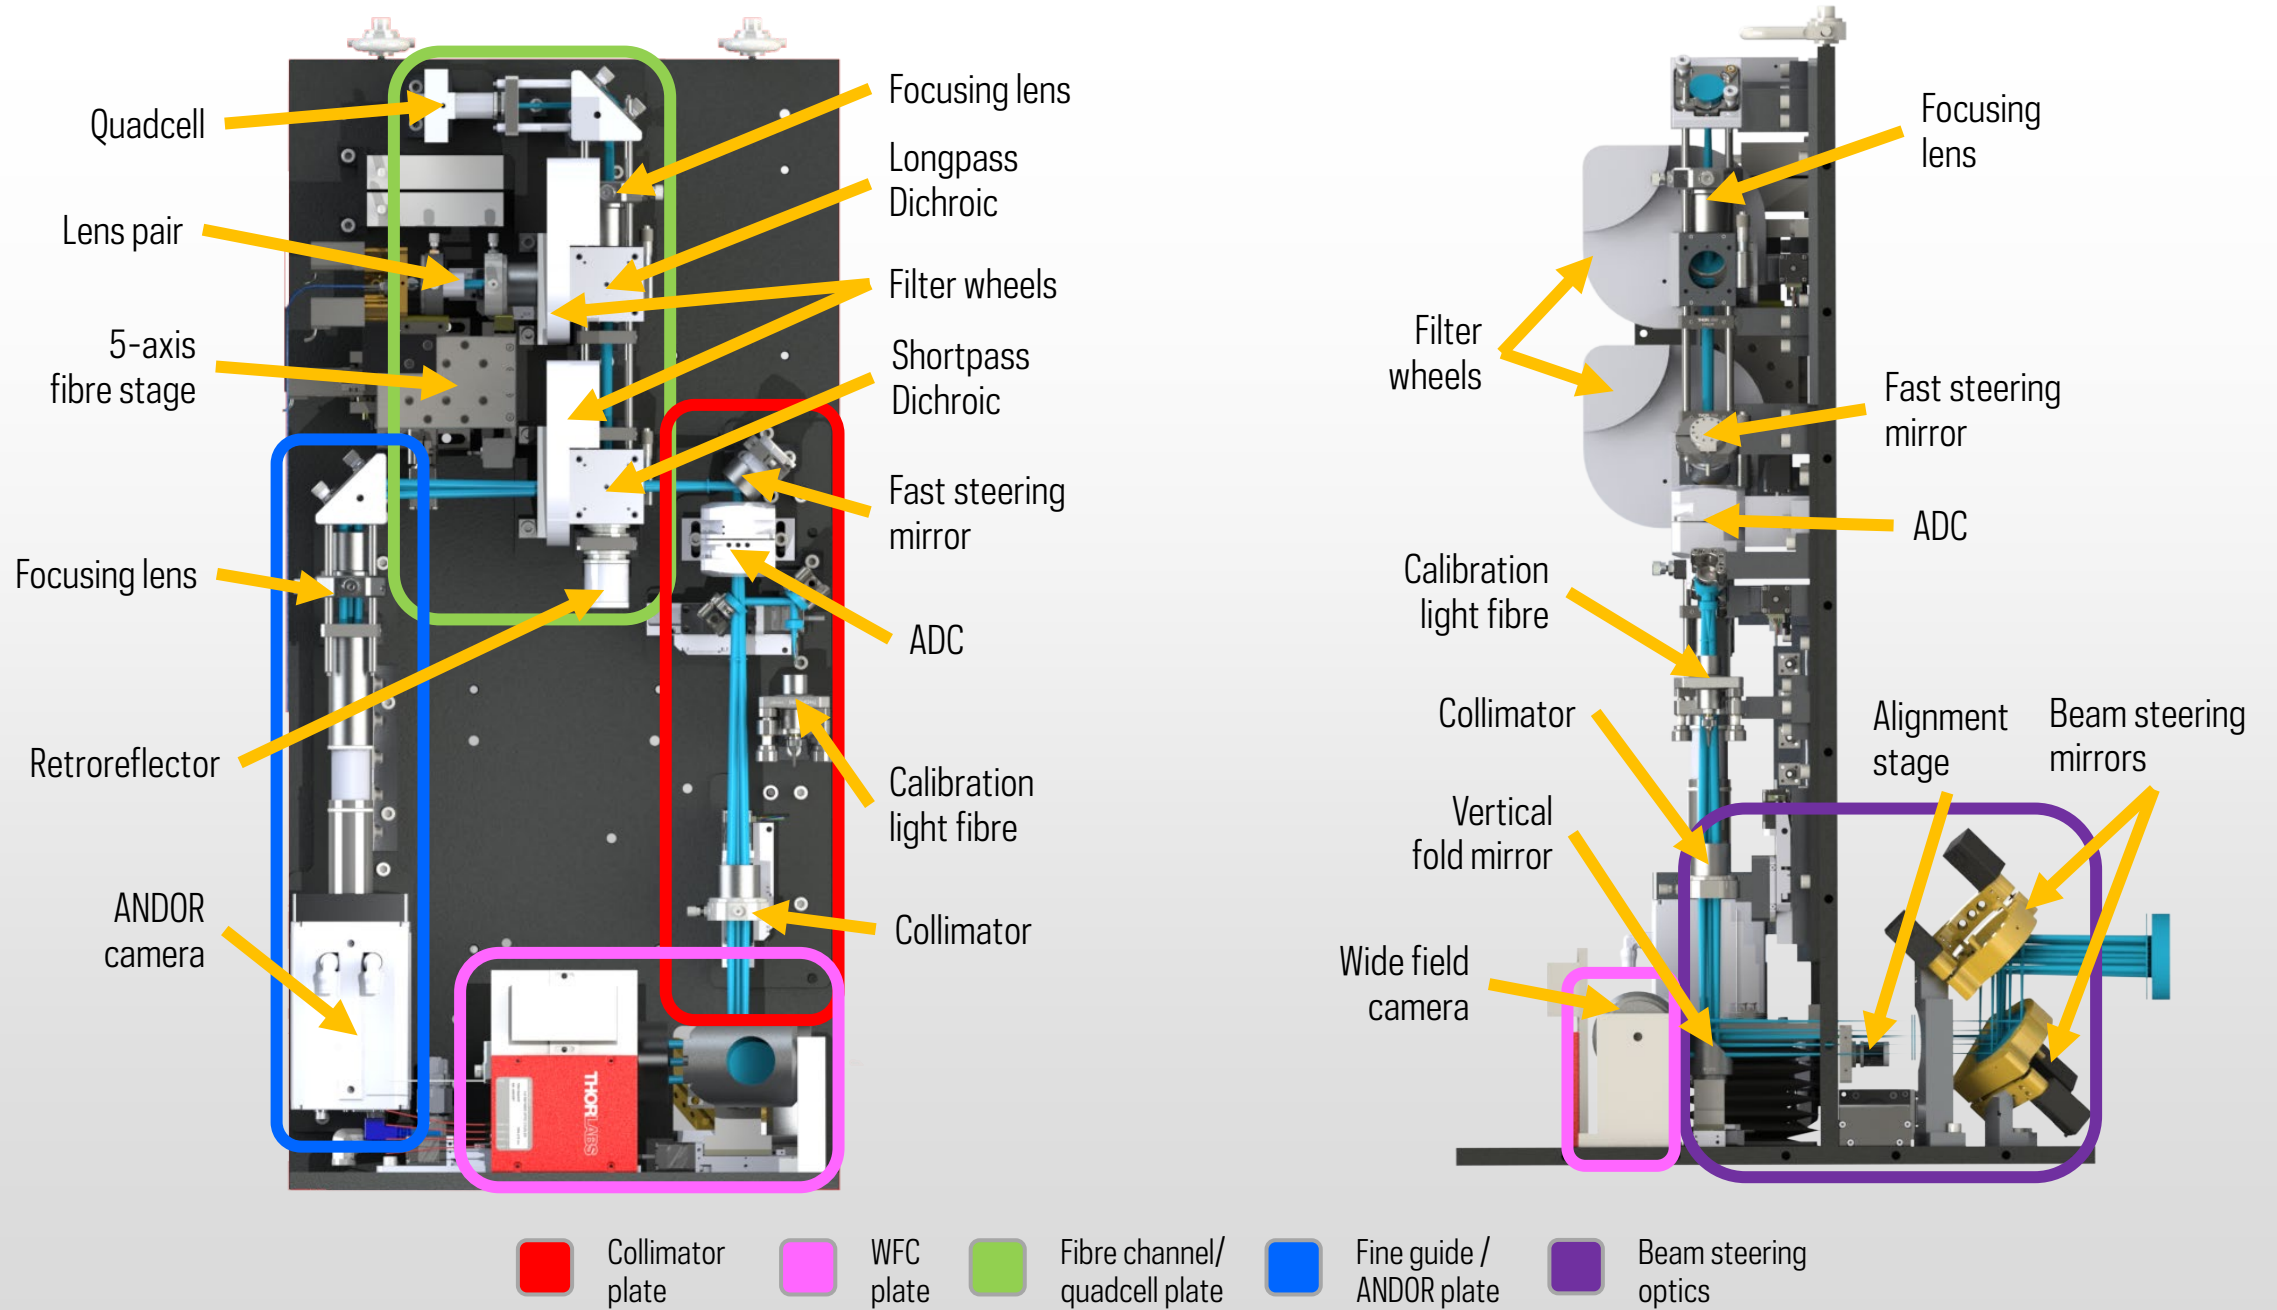 Quadcell
Lens pair
5-axis
fibre stage
Focusing lens
Retroreflector
ANDOR
camera
Focusing lens
Longpass
Dichroic
Filter wheels
Shortpass
Dichroic
Fast steering
mirror
ADC
Calibration
light fibre
Collimator
THORLABS
Focusing
lens
Filter
wheels
Fast steering
mirror
ADC
Calibration
light fibre
Collimator
Alignment
stage
Beam steering
mirrors
Vertical
fold mirror
Wide field
camera
Collimator
plate
WFC
plate
Fibre channel/
quadcell plate
Fine guide /
ANDOR plate
Beam steering
optics